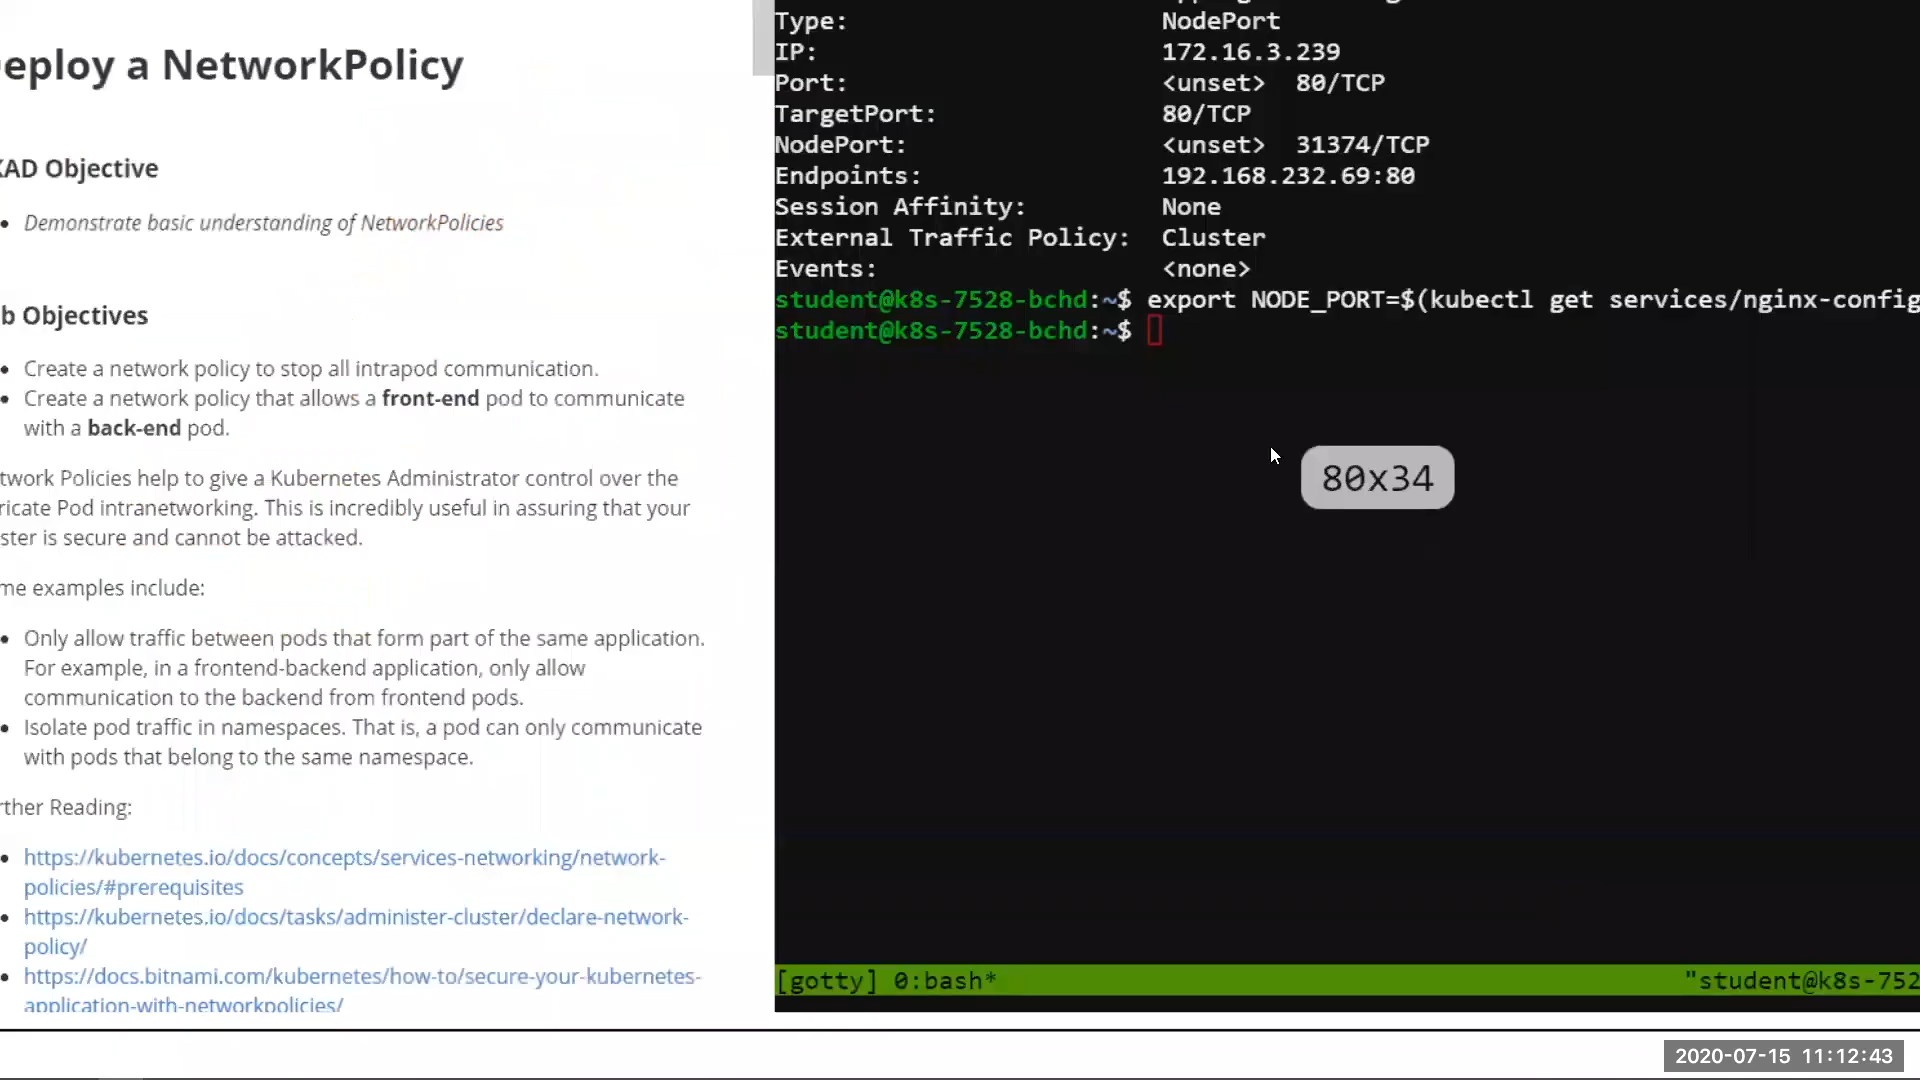 eploy a NetworkPolicy
KAD Objective
Demonstrate basic understanding of NetworkPolicies
b Objectives
Create a network policy to stop all intrapod communication.
Create a network policy that allows a front-end pod to communicate
with a back-end pod.
twork Policies help to give a Kubernetes Administrator control over the
ricate Pod intranetworking. This is incredibly useful in assuring that your
ster is secure and cannot be attacked.
me examples include:
Only allow traffic between pods that form part of the same application.
For example, in a frontend-backend application, only allow
communication to the backend from frontend pods.
Isolate pod traffic in namespaces. That is, a pod can only communicate
with pods that belong to the same namespace.
rther Reading:
https://kubernetes.io/docs/concepts/services-networking/network-
policies/#prerequisites
https://kubernetes.io/docs/tasks/administer-cluster/declare-network-
policy/
https://docs.bitnami.com/kubernetes/how-to/secure-your-kubernetes-
application-with-networkpolicies/
Type: NodePort
IP: 172.16.3.239
Port: <unset> 80/TCP
TargetPort: 80/TCP
NodePort: <unset> 31374/TCP
Endpoints: 192.168.232.69:80
Session Affinity: None
External Traffic Policy: Cluster
Events: <none>
student@k8s-7528-bchd:~$ export NODE_PORT=$(kubectl get services/nginx-config
student@k8s-7528-bchd:~$
80x34
[gotty] 0:bash* "student@k8s-752
2020-07-15 11:12:43